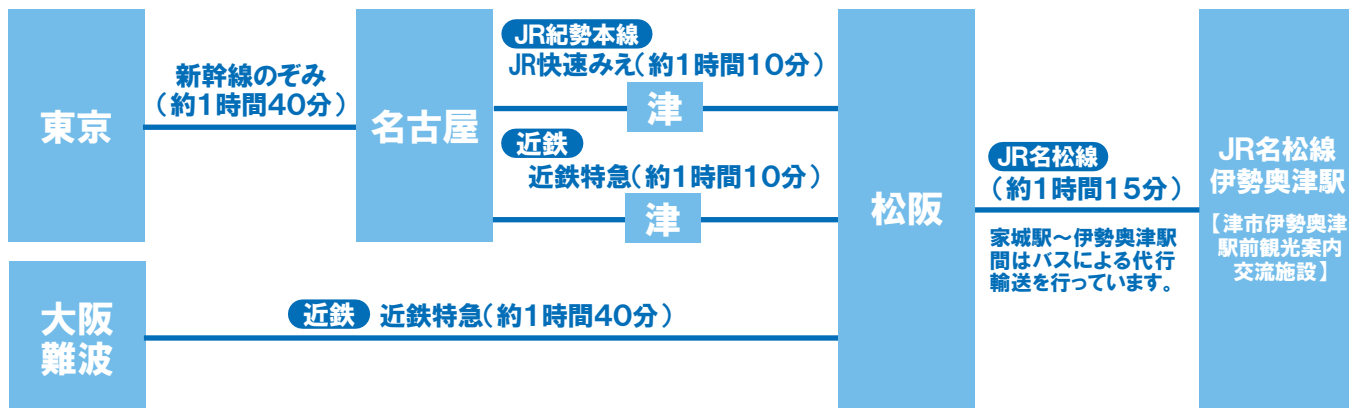 東京
新幹線のぞみ
(約1時間40分)
名古屋
JR紀勢本線
JR快速みえ(約1時間10分)
津
近鉄
近鉄特急(約1時間10分)
津
大阪
難波
近鉄 近鉄特急(約1時間40分)
松阪
JR名松線
(約1時間15分)
家城駅~伊勢奥津駅
間はバスによる代行
輸送を行っています。
JR名松線
伊勢奥津駅
【津市伊勢奥津
駅前観光案内
交流施設】